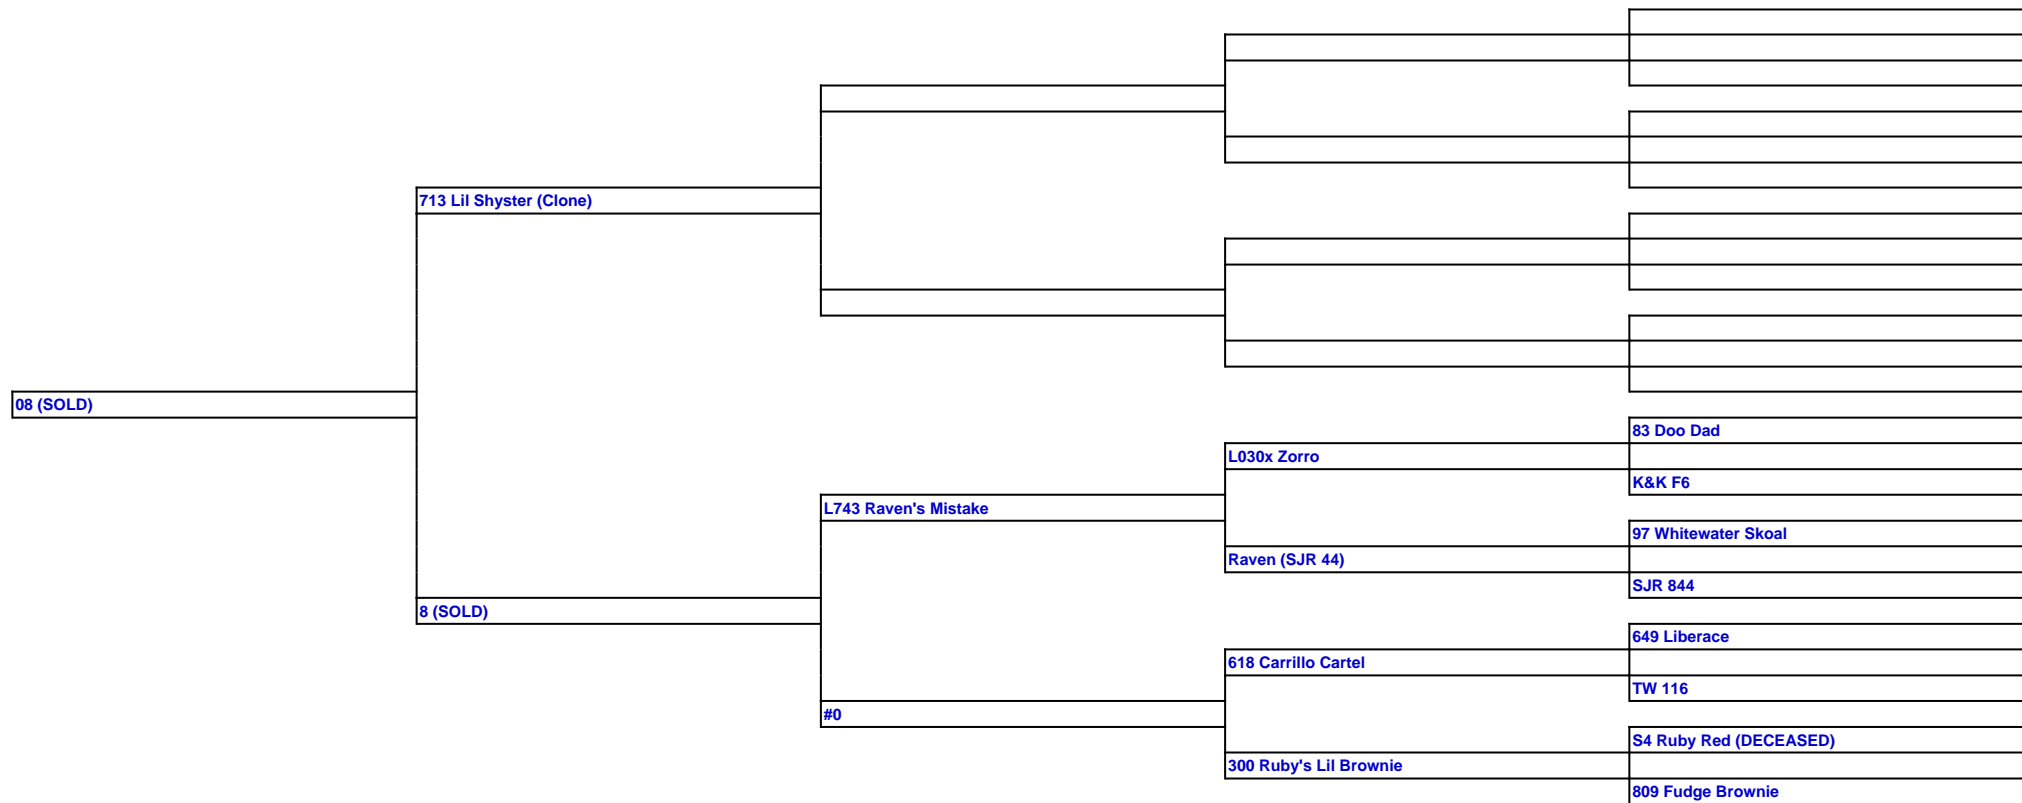 713 Lil Shyster (Clone)
08 (SOLD)
83 Doo Dad
L030x Zorro
K&K F6
L743 Raven's Mistake
97 Whitewater Skoal
Raven (SJR 44)
SJR 844
8 (SOLD)
649 Liberace
618 Carrillo Cartel
TW 116
#0
S4 Ruby Red (DECEASED)
300 Ruby's Lil Brownie
809 Fudge Brownie